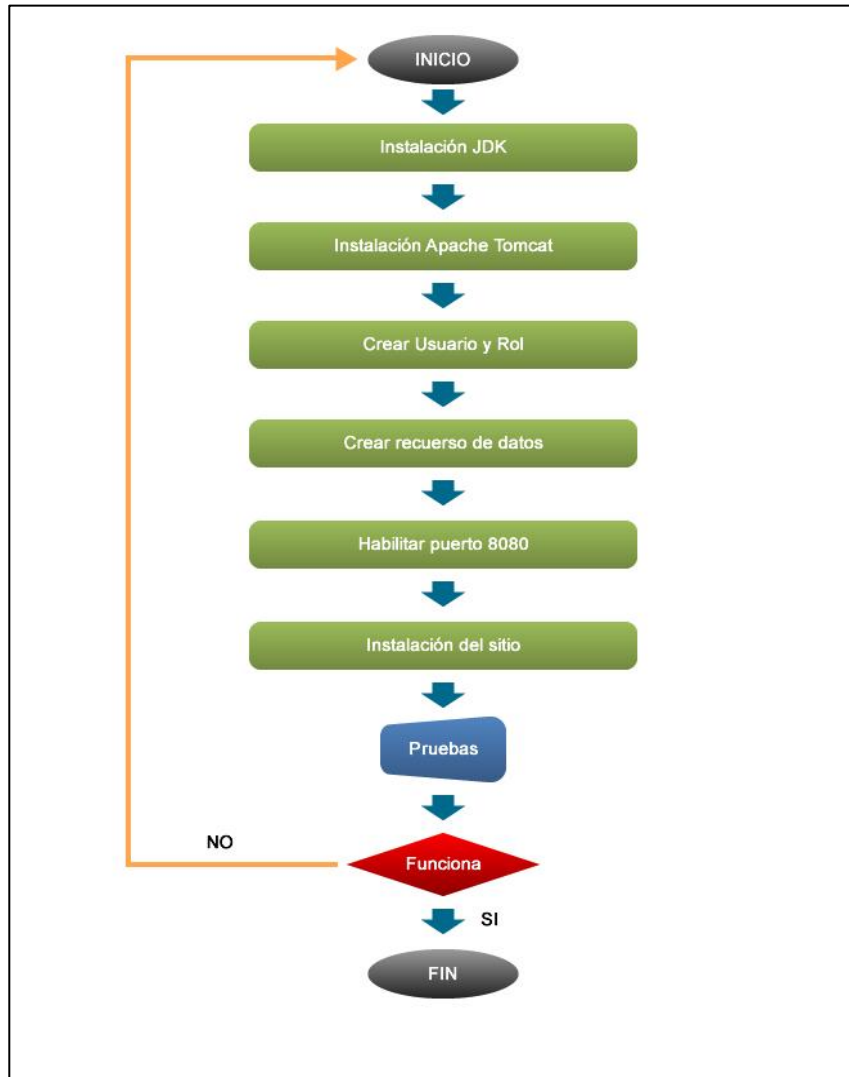 INICIO
Instalación JDK
Instalación Apache Tomcat
Crear Usuario y Rol
Crear recuerso de datos
Habilitar puerto 8080
Instalación del sitio
Pruebas
NO
Funciona
SI
FIN